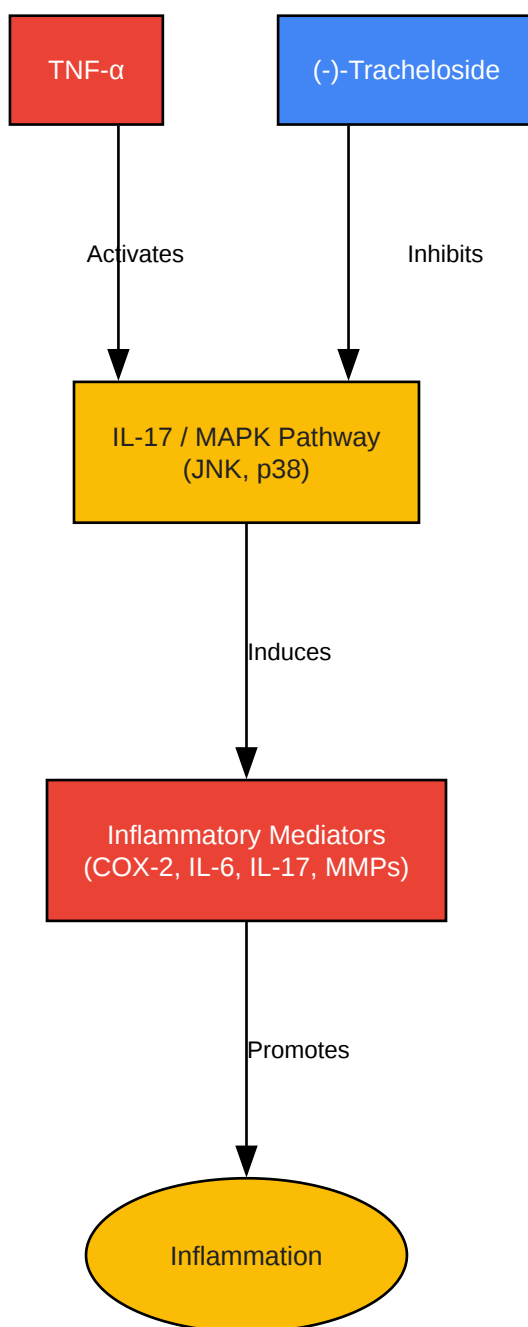 TNF-α
(-)-Tracheloside
Activates
Inhibits
IL-17 / MAPK Pathway
(JNK, p38)
Induces
Inflammatory Mediators
(COX-2, IL-6, IL-17, MMPs)
Promotes
Inflammation